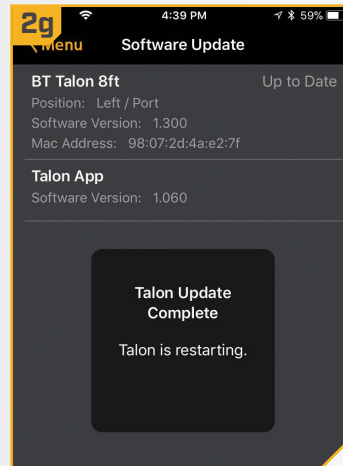 2g
4:39 PM
59%
Menu
Software Update
BT Talon 8ft
Up to Date
Position: Left / Port
Software Version: 1.300
Mac Address: 98:07:2d:4a:e2:7f
Talon App
Software Version: 1.060
Talon Update
Complete
Talon is restarting.